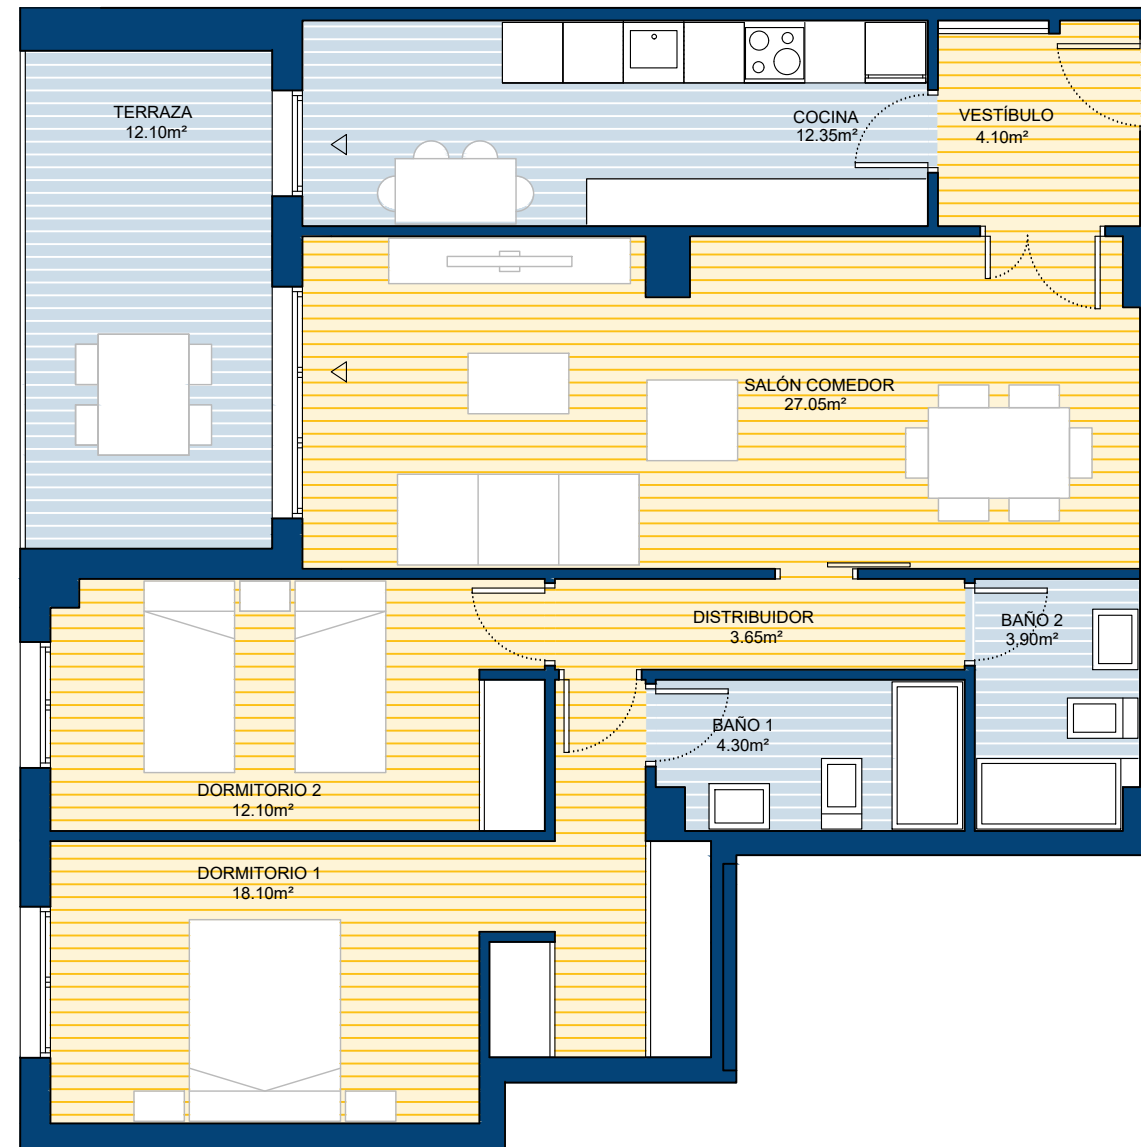 TERRAZA
12.10m²
COCINA
12.35m²
VESTÍBULO
4.10m²
SALÓN COMEDOR
27.05m²
DISTRIBUIDOR
3.65m²
BAÑO 2
3.90m²
BAÑO 1
4.30m²
DORMITORIO 2
12.10m²
DORMITORIO 1
18.10m²